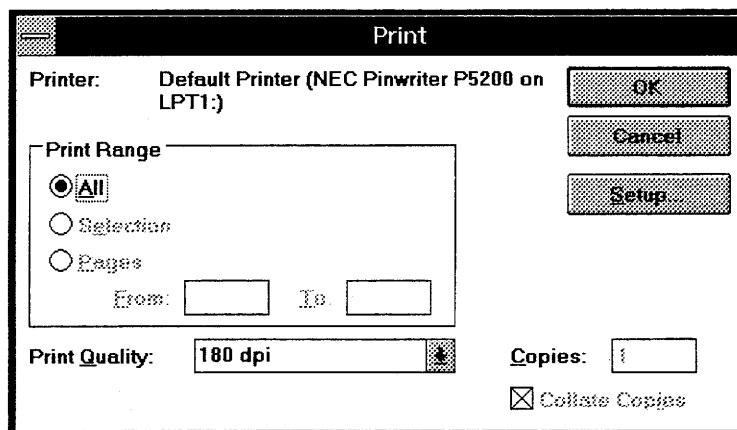 Print
Printer: Default Printer (NEC Pinwriter P5200 on
LPT1:)
OK
Cancel
Setup...
Print Range
All
Selection
Pages
From: To:
Print Quality: 180 dpi
Copies: 1
Collate Copies